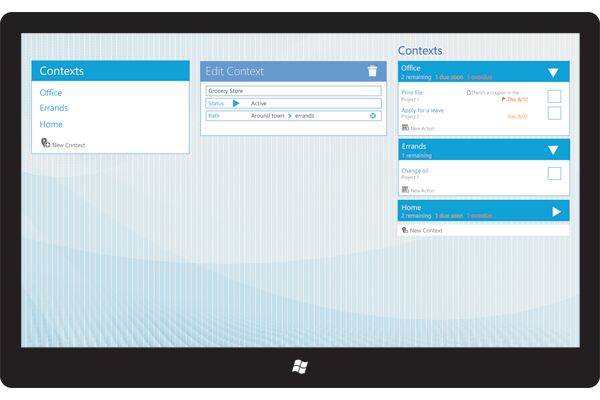 Contexts
Office
Errands
Home
New Context
Edit Context
Grocery Store
Status Active
Path Around town errands
Contexts
Office
2 remaining 1 due soon 1 overdue
Print file There's a coupon in the ...
Project 1 Thu, 8/12
Apply for a leave Sun, 8/22
Project 2
New Action
Errands
1 remaining
Change oil
Project 1
New Action
Home
2 remaining 1 due soon 1 overdue
New Context